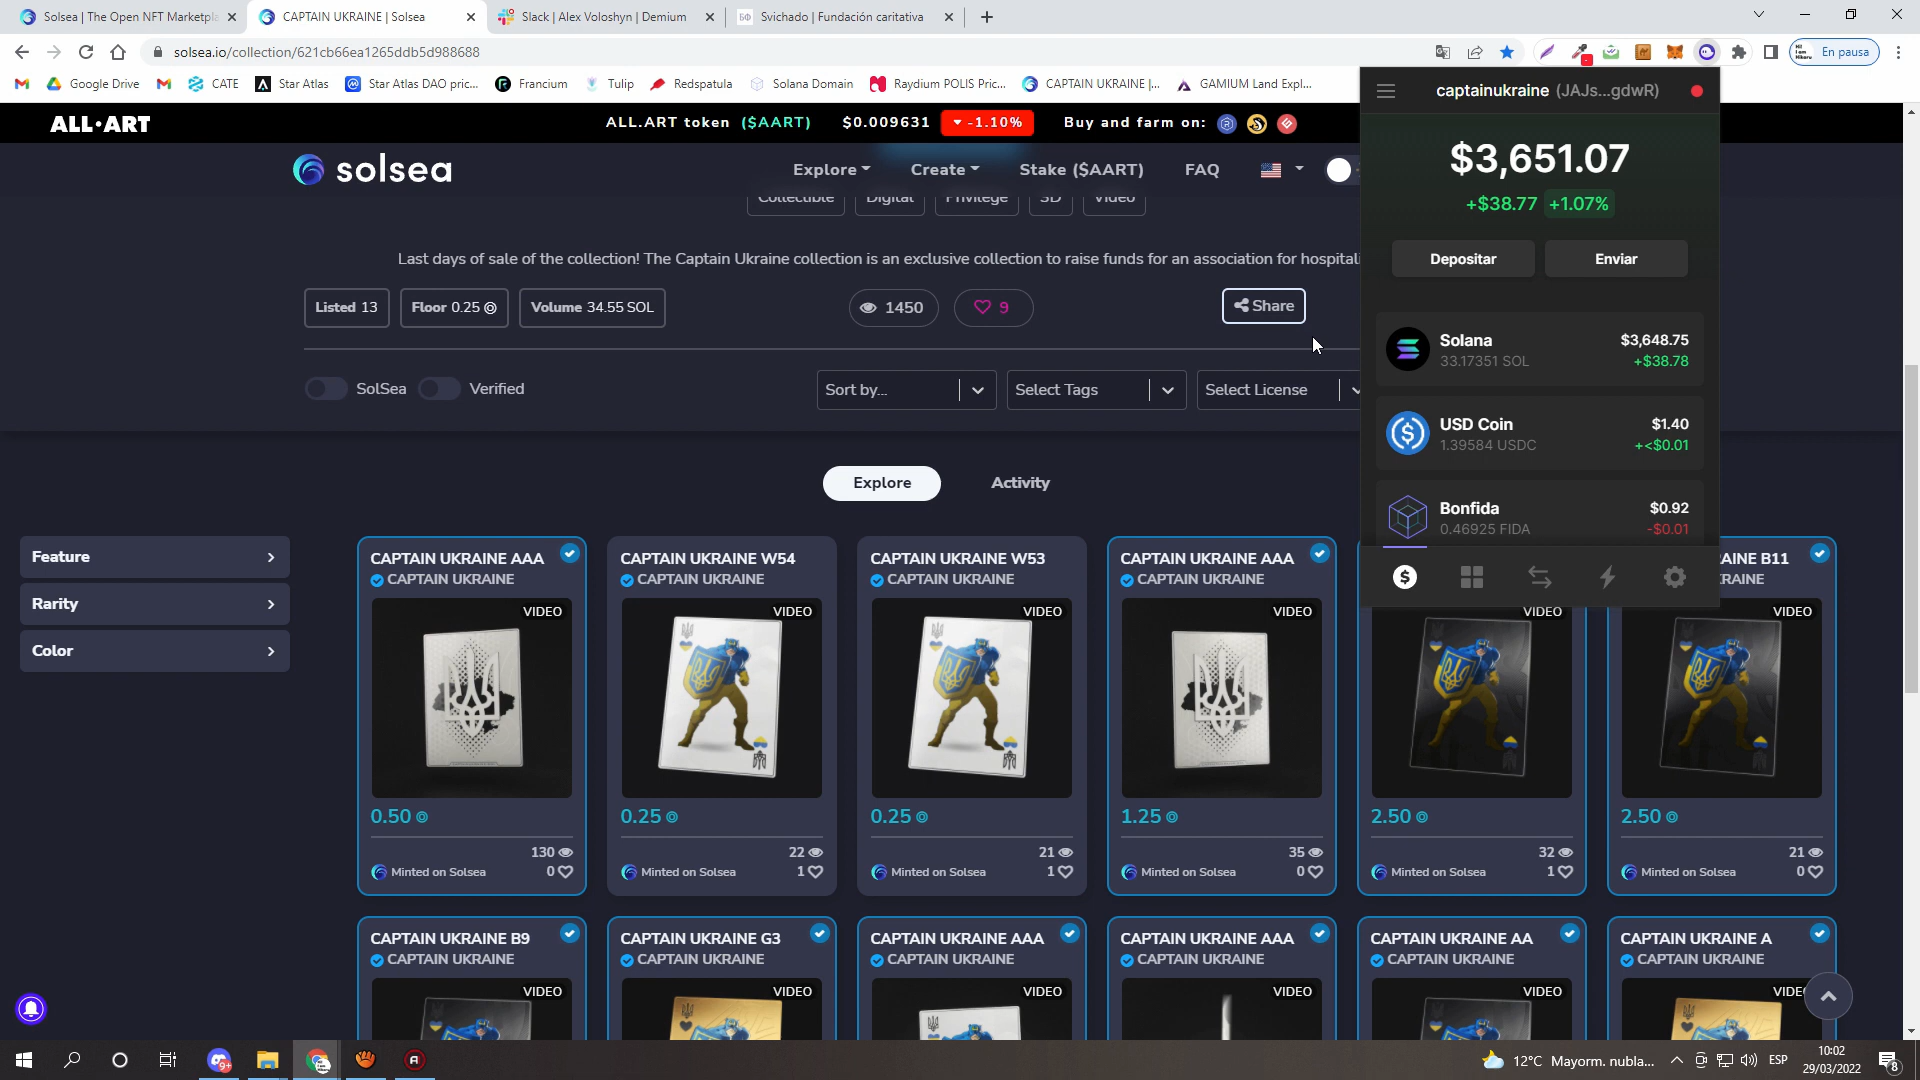 Solsea | The Open NFT Marketpla
CAPTAIN UKRAINE | Solsea
Slack | Alex Voloshyn | Demium
Svichado | Fundación caritativa
solsea.io/collection/621cb66ea1265ddb5d988688
En pausa
Google Drive
CATE
Star Atlas
Star Atlas DAO pric...
Francium
Tulip
Redspatula
Solana Domain
Raydium POLIS Pric...
CAPTAIN UKRAINE |...
GAMIUM Land Expl...
ALL•ART
ALL.ART token ($AART) $0.009631 -1.10% Buy and farm on:
solsea
Explore
Create
Stake ($AART)
FAQ
Collectible
Digital
Privilege
3D
Video
Last days of sale of the collection! The Captain Ukraine collection is an exclusive collection to raise funds for an association for hospitali
Listed 13
Floor 0.25
Volume 34.55 SOL
1450
9
Share
SolSea
Verified
Sort by...
Select Tags
Select License
captainukraine (JAJs...gdwR)
$3,651.07
+$38.77 +1.07%
Depositar
Enviar
Solana
$3,648.75
33.17351 SOL
+$38.78
USD Coin
$1.40
1.39584 USDC
+<$0.01
Bonfida
$0.92
0.46925 FIDA
-$0.01
Explore
Activity
Feature
Rarity
Color
CAPTAIN UKRAINE AAA
CAPTAIN UKRAINE
VIDEO
0.50
130
Minted on Solsea
0
CAPTAIN UKRAINE W54
CAPTAIN UKRAINE
VIDEO
0.25
22
Minted on Solsea
1
CAPTAIN UKRAINE W53
CAPTAIN UKRAINE
VIDEO
0.25
21
Minted on Solsea
1
CAPTAIN UKRAINE AAA
CAPTAIN UKRAINE
VIDEO
1.25
35
Minted on Solsea
0
VIDEO
2.50
32
Minted on Solsea
1
AINE B11
RAINE
VIDEO
2.50
21
Minted on Solsea
0
CAPTAIN UKRAINE B9
CAPTAIN UKRAINE
VIDEO
CAPTAIN UKRAINE G3
CAPTAIN UKRAINE
VIDEO
CAPTAIN UKRAINE AAA
CAPTAIN UKRAINE
VIDEO
CAPTAIN UKRAINE AAA
CAPTAIN UKRAINE
VIDEO
CAPTAIN UKRAINE AA
CAPTAIN UKRAINE
VIDEO
CAPTAIN UKRAINE A
CAPTAIN UKRAINE
VIDE
12°C Mayorm. nubla...
ESP
10:02
29/03/2022
8